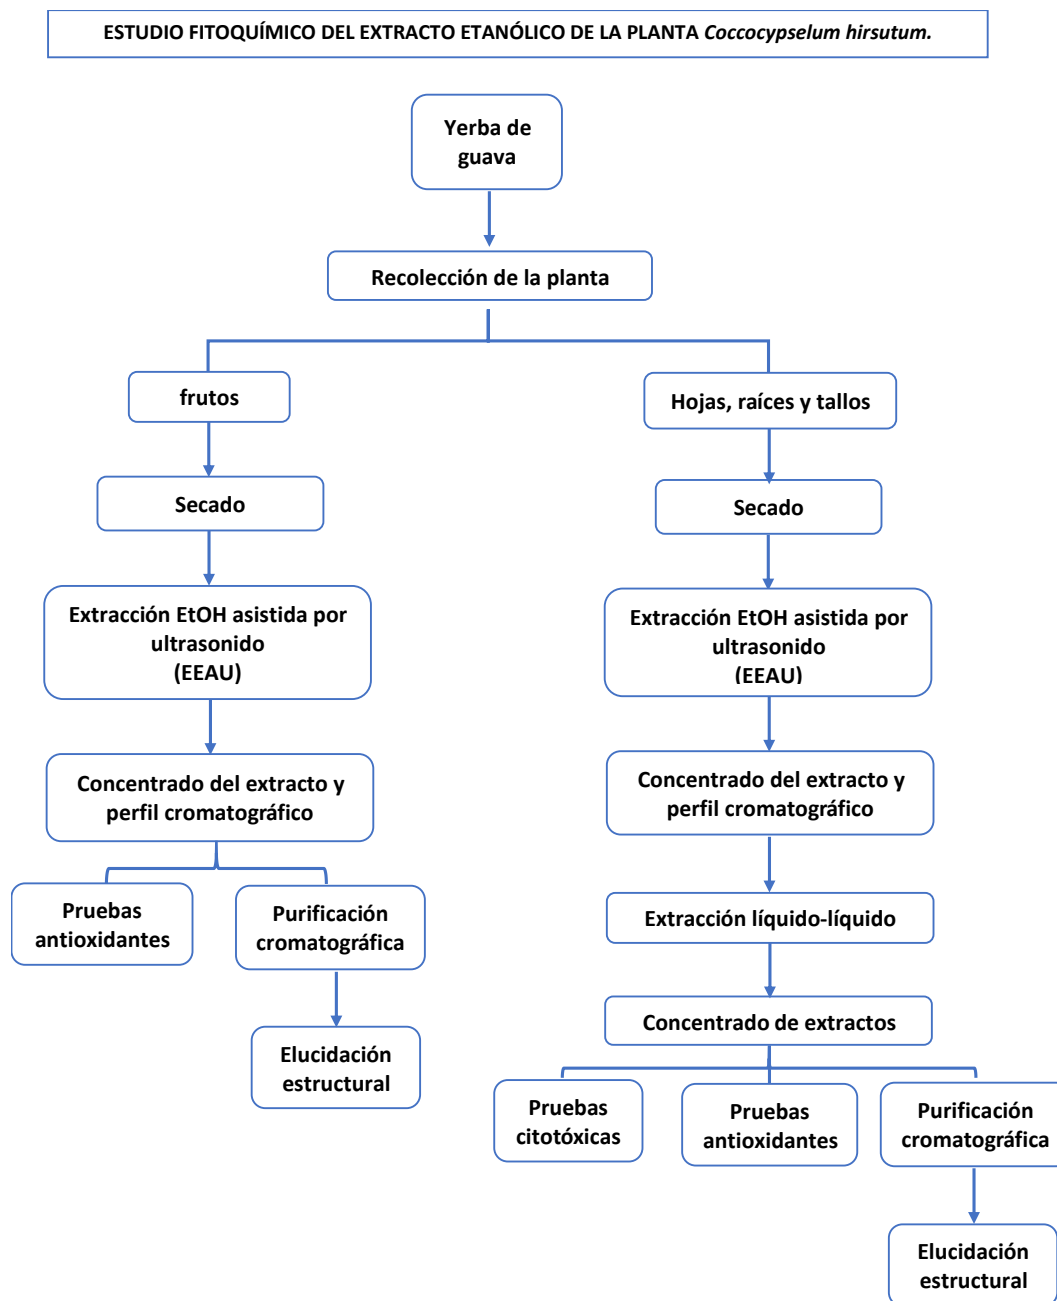 ESTUDIO FITOQUÍMICO DEL EXTRACTO ETANÓLICO DE LA PLANTA Coccocypselum hirsutum.
Yerba de
guava
Recolección de la planta
frutos
Secado
Extracción EtOH asistida por
ultrasonido
(EEAU)
Concentrado del extracto y
perfil cromatográfico
Pruebas
antioxidantes
Purificación
cromatográfica
Elucidación
estructural
Hojas, raíces y tallos
Secado
Extracción EtOH asistida por
ultrasonido
(EEAU)
Concentrado del extracto y
perfil cromatográfico
Extracción líquido-líquido
Concentrado de extractos
Pruebas
citotóxicas
Pruebas
antioxidantes
Purificación
cromatográfica
Elucidación
estructural